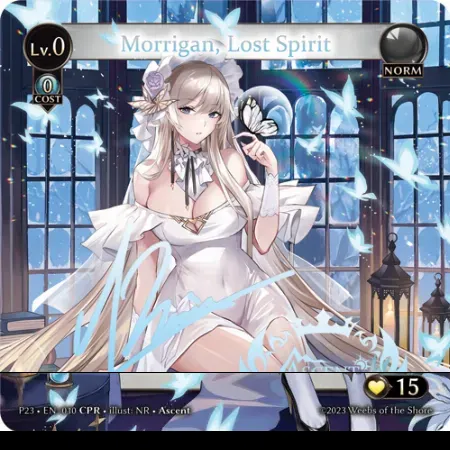 Lv.0
Morrigan, Lost Spirit
NORM
0
COST
15
P23 • EN-010 CPR • illust: NR • Ascent
©2023 Weebs of the Shore